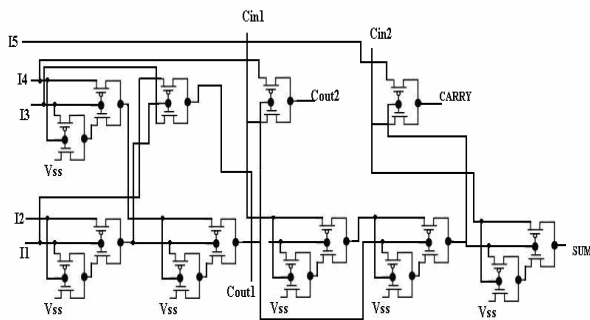 Cin1
Cin2
I5
I4
I3
Cout2
CARRY
Vss
I2
I1
SUM
Cout1
Vss
Vss
Vss
Vss
Vss